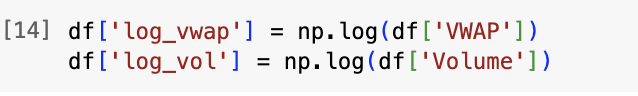 [14] df['log_vwap'] = np.log(df['VWAP'])
df['log_vol'] = np.log(df['Volume'])